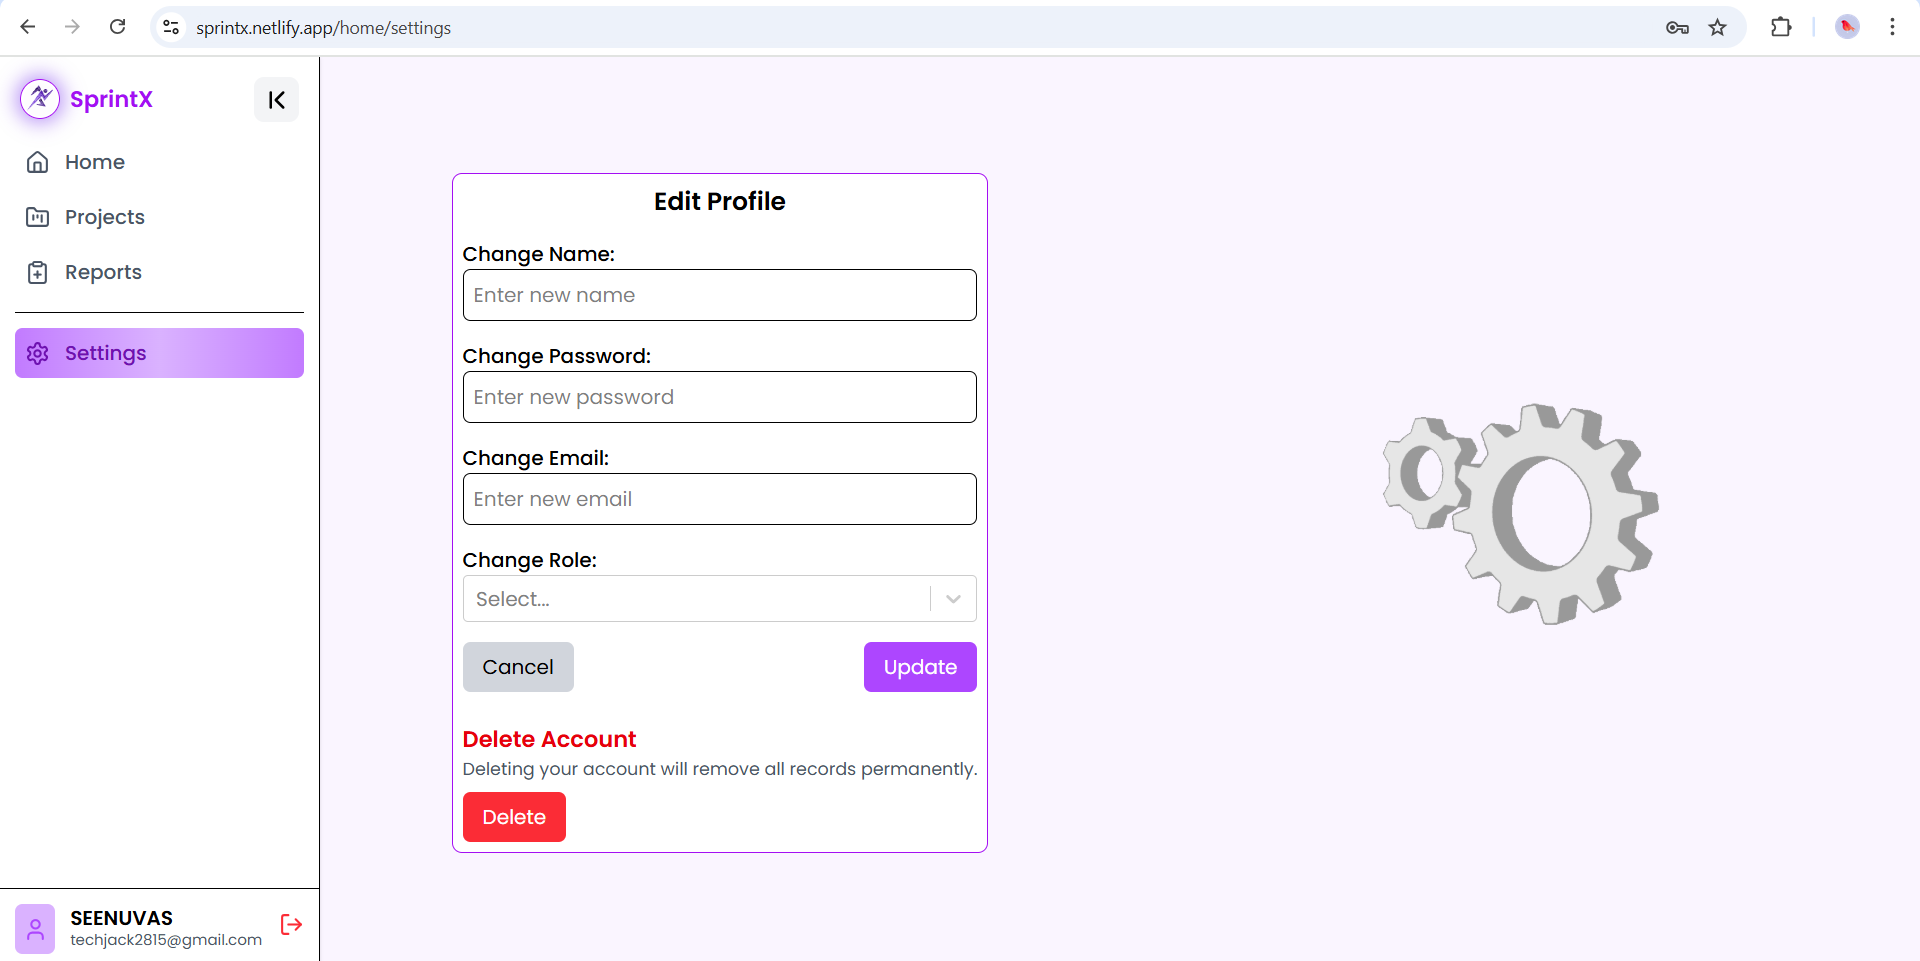 sprintx.netlify.app/home/settings
SprintX
Home
Projects
Reports
Settings
SEENUVAS
techjack2815@gmail.com
Edit Profile
Change Name:
Enter new name
Change Password:
Enter new password
Change Email:
Enter new email
Change Role:
Select...
Cancel
Update
Delete Account
Deleting your account will remove all records permanently.
Delete